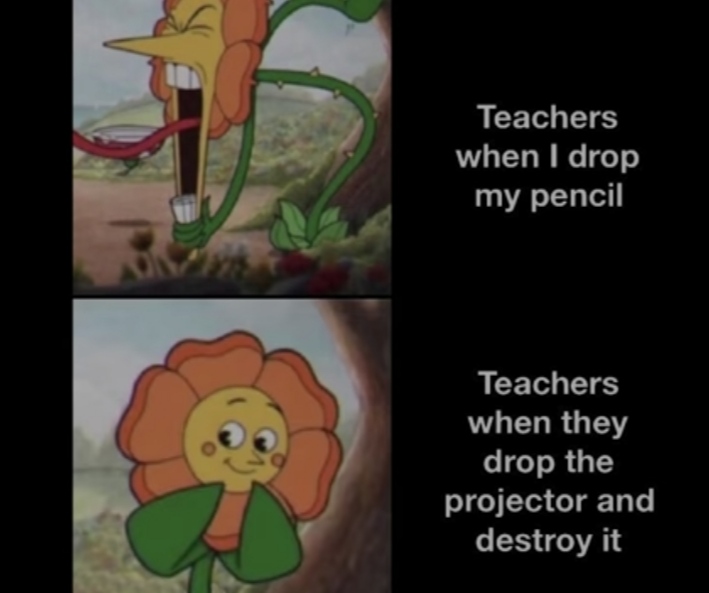 Teachers
when I drop
my pencil
Teachers
when they
drop the
projector and
destroy it